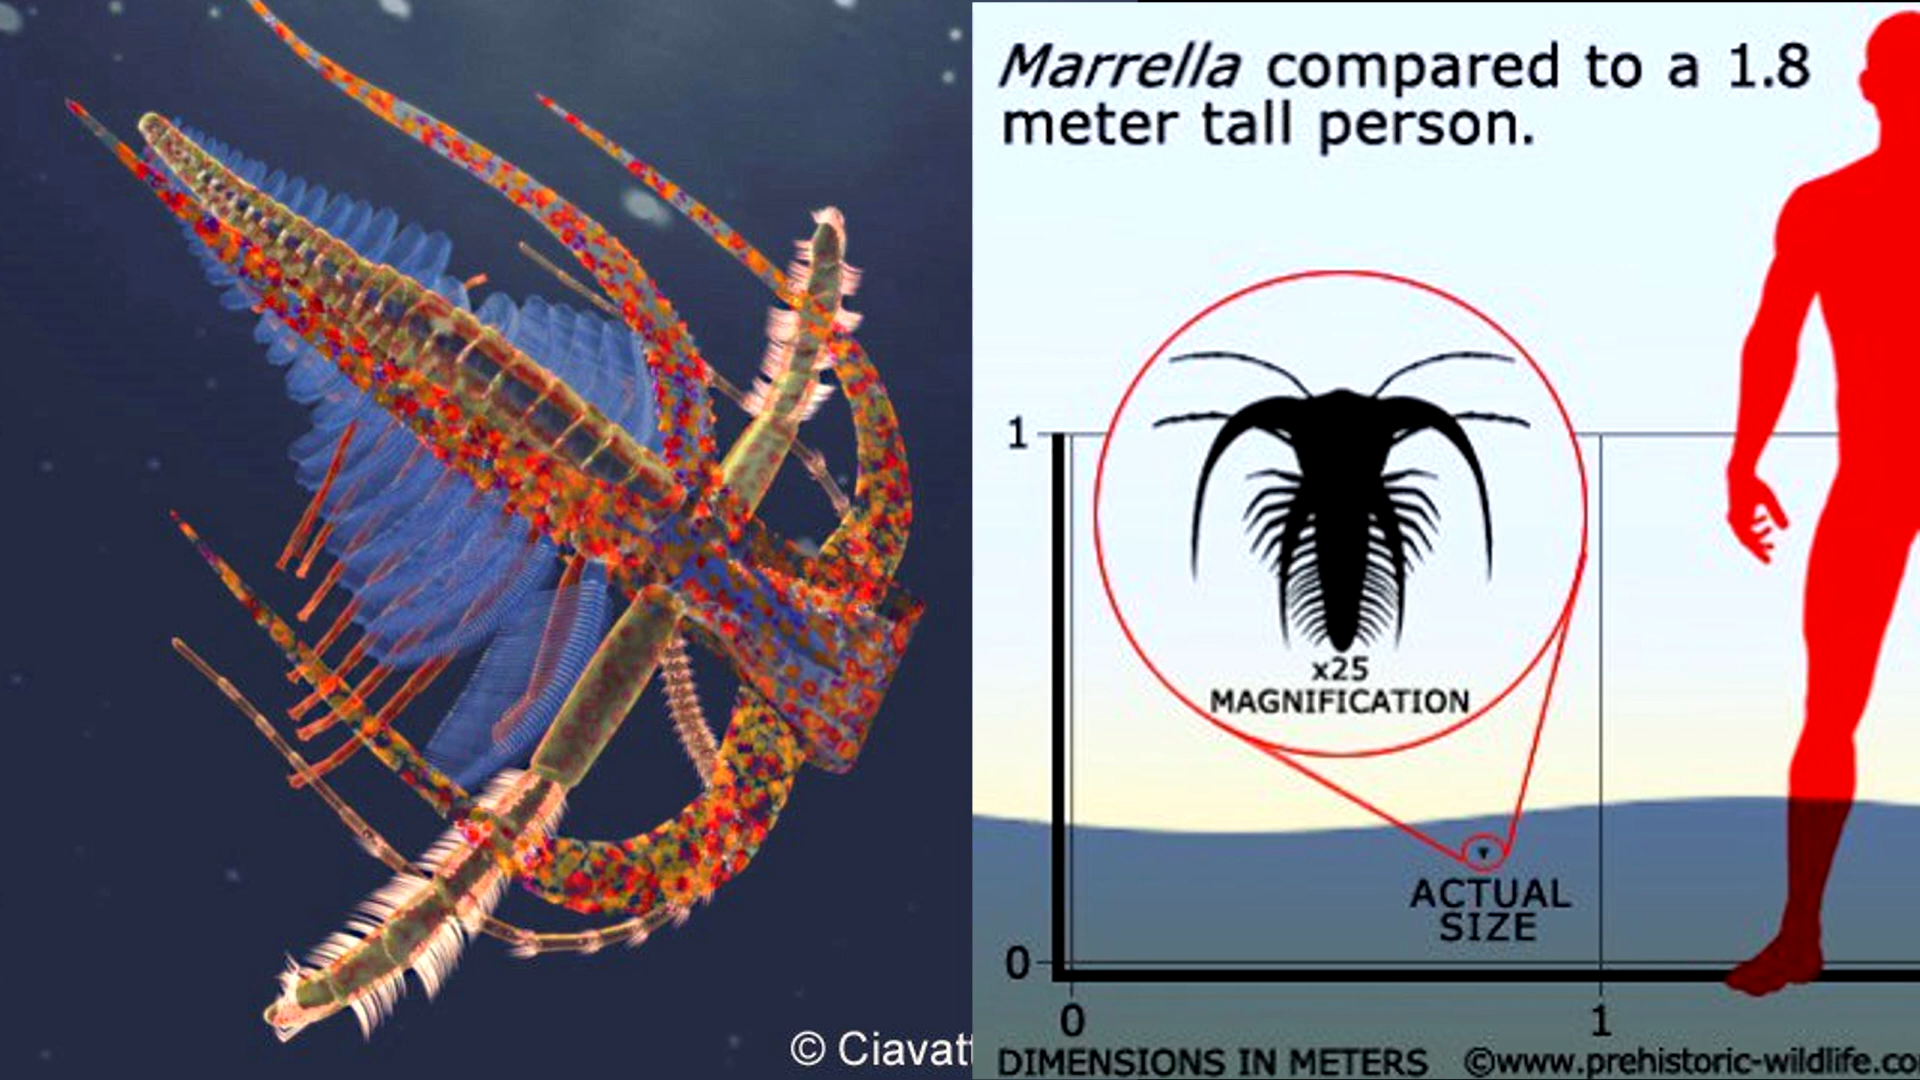 Marrella compared to a 1.8
meter tall person.
1
x25
MAGNIFICATION
ACTUAL
SIZE
0
0 1
DIMENSIONS IN METERS ©www.prehistoric-wildlife.co
© Ciavatt